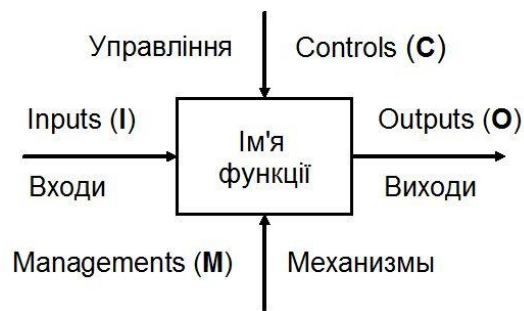 Управління Controls (C)
Inputs (I)
Ім'я функції
Outputs (O)
Входи
Виходи
Managements (M) Механизмы